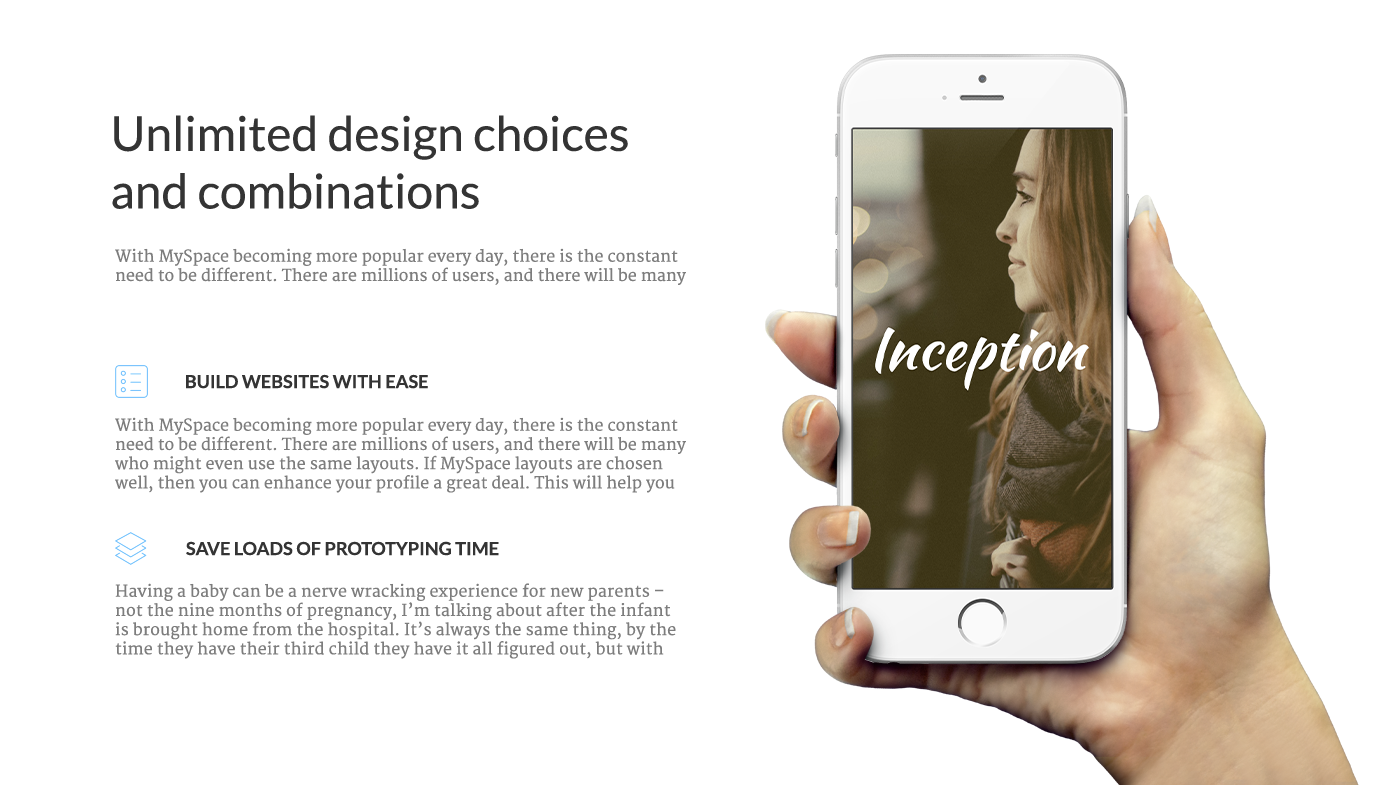 Unlimited design choices
and combinations
With MySpace becoming more popular every day, there is the constant
need to be different. There are millions of users, and there will be many
BUILD WEBSITES WITH EASE
With MySpace becoming more popular every day, there is the constant
need to be different. There are millions of users, and there will be many
who might even use the same layouts. If MySpace layouts are chosen
well, then you can enhance your profile a great deal. This will help you
SAVE LOADS OF PROTOTYPING TIME
Having a baby can be a nerve wracking experience for new parents –
not the nine months of pregnancy, I’m talking about after the infant
is brought home from the hospital. It’s always the same thing, by the
time they have their third child they have it all figured out, but with
Inception